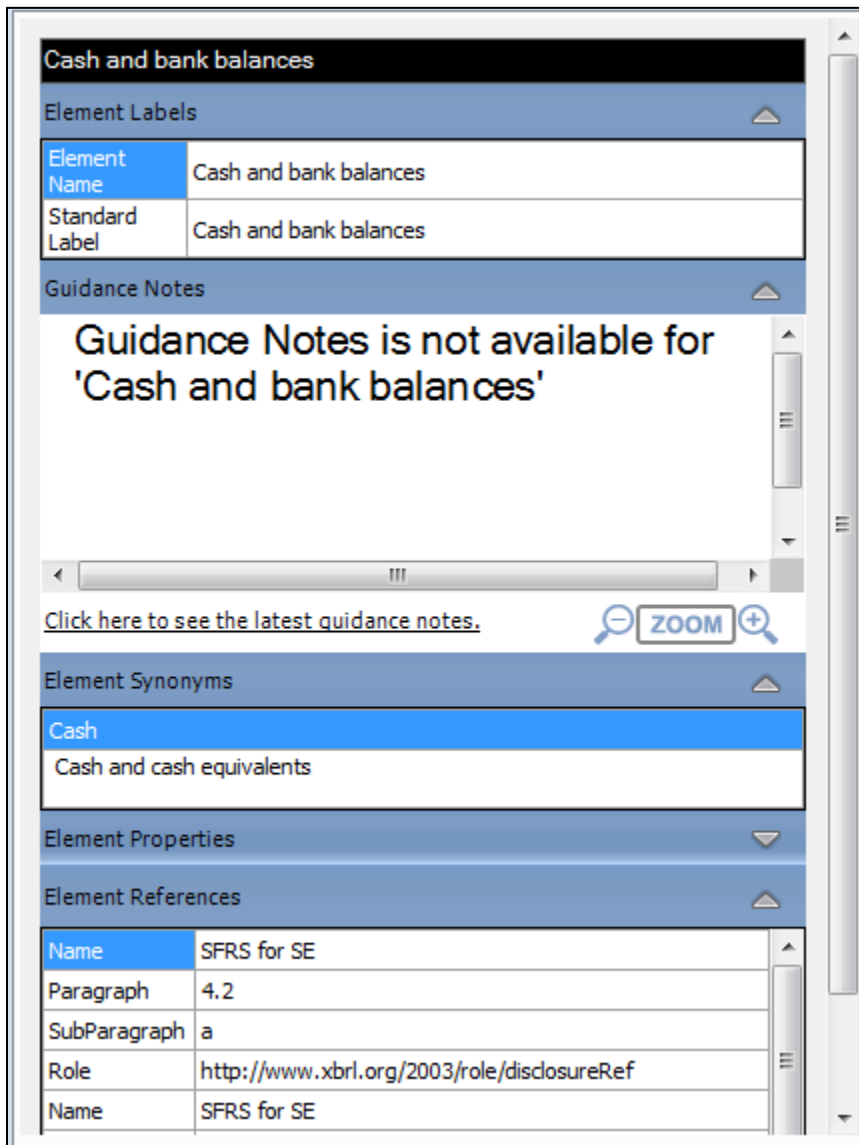 Cash and bank balances
Element Labels
Element Name Cash and bank balances
Standard Label Cash and bank balances
Guidance Notes
Guidance Notes is not available for
'Cash and bank balances'
Click here to see the latest guidance notes. ZOOM
Element Synonyms
Cash
Cash and cash equivalents
Element Properties
Element References
Name SFRS for SE
Paragraph 4.2
SubParagraph a
Role http://www.xbrl.org/2003/role/disclosureRef
Name SFRS for SE